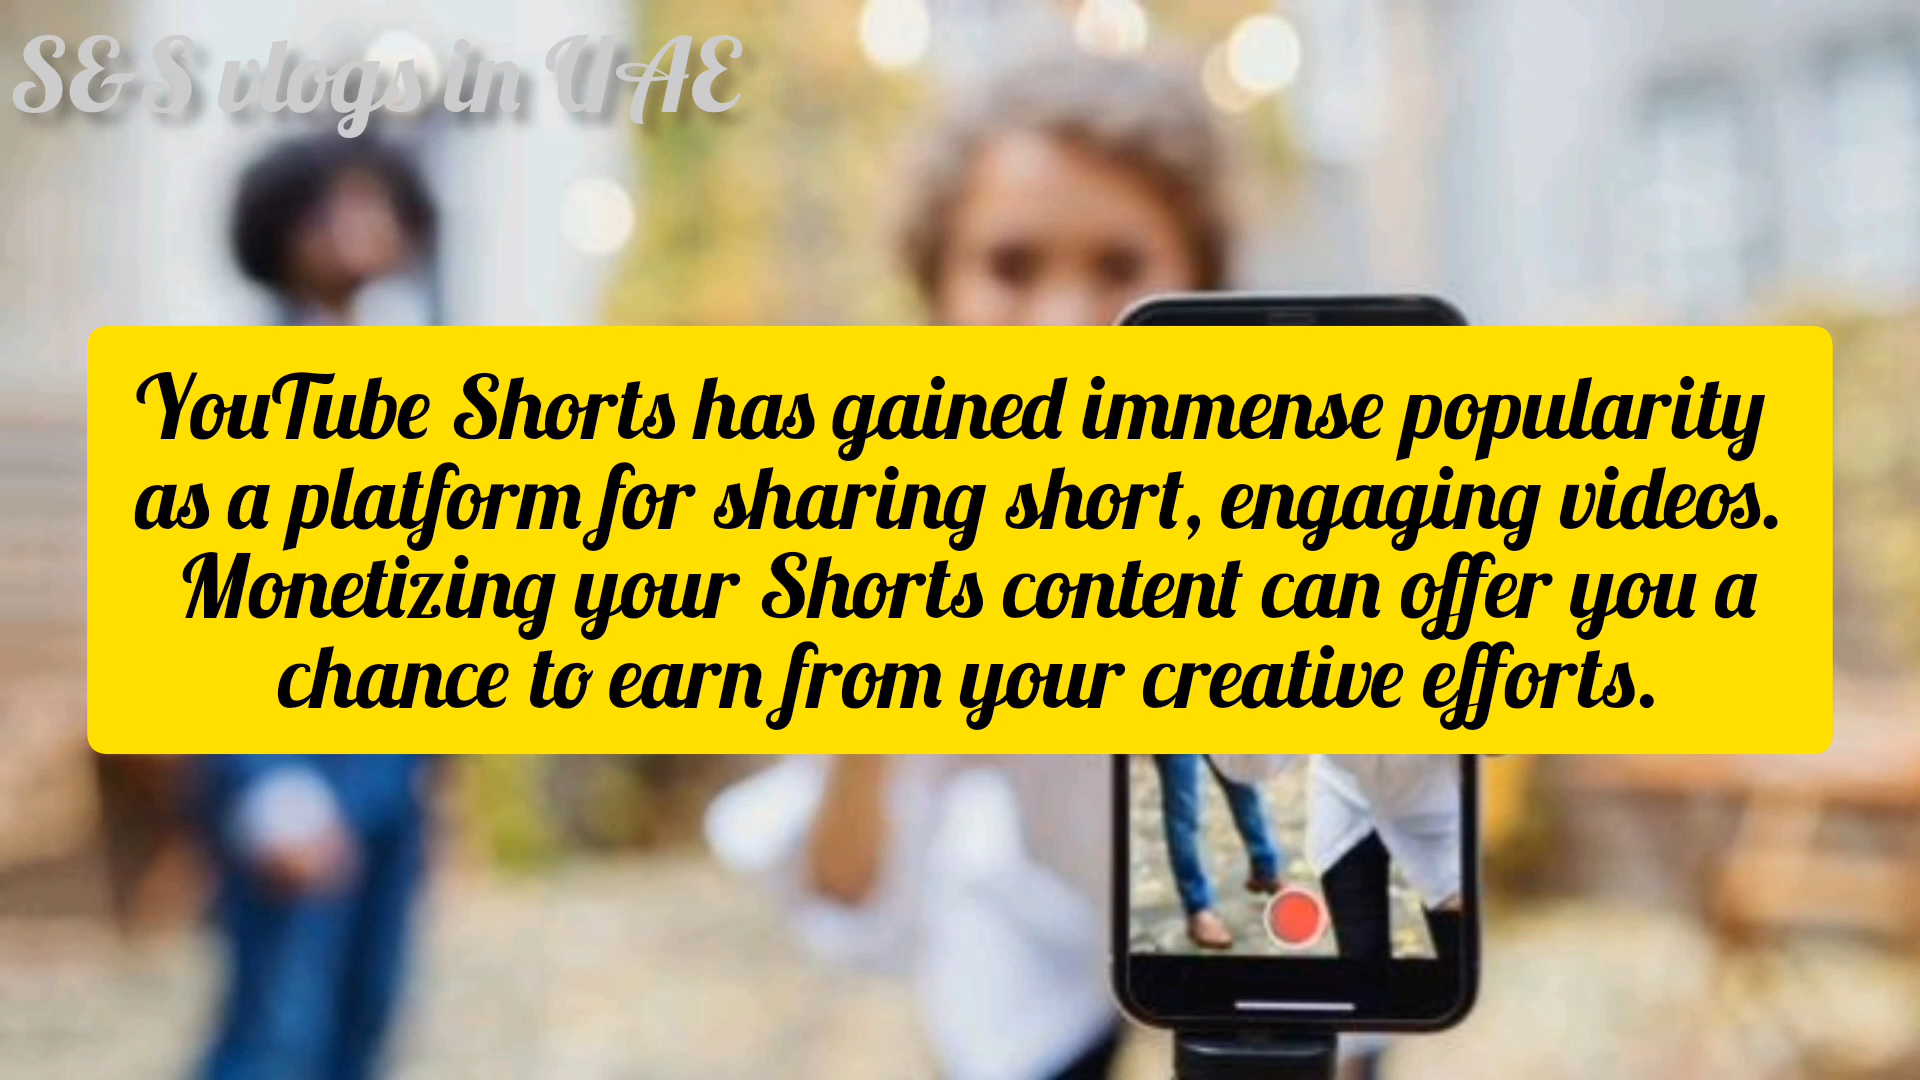 S&S vlogs in UAE
YouTube Shorts has gained immense popularity
as a platform for sharing short, engaging videos.
Monetizing your Shorts content can offer you a
chance to earn from your creative efforts.